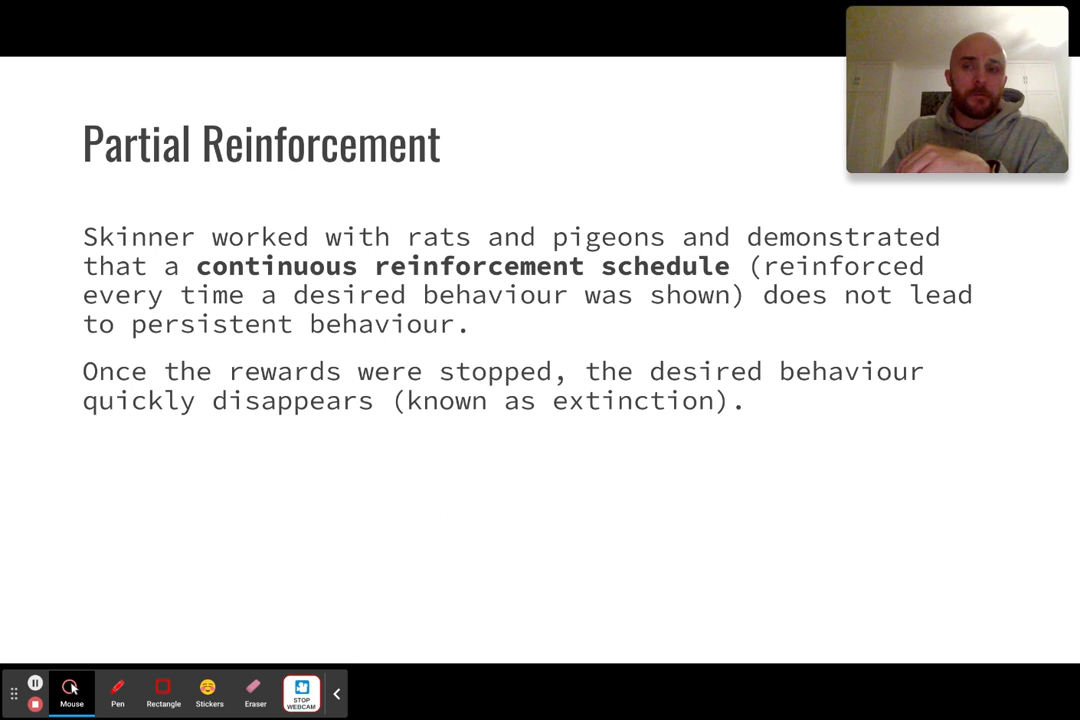 Partial Reinforcement
Skinner worked with rats and pigeons and demonstrated
that a continuous reinforcement schedule (reinforced
every time a desired behaviour was shown) does not lead
to persistent behaviour.
Once the rewards were stopped, the desired behaviour
quickly disappears (known as extinction).
Mouse
Pen
Rectangle
Stickers
Eraser
STOP
WEBCAM